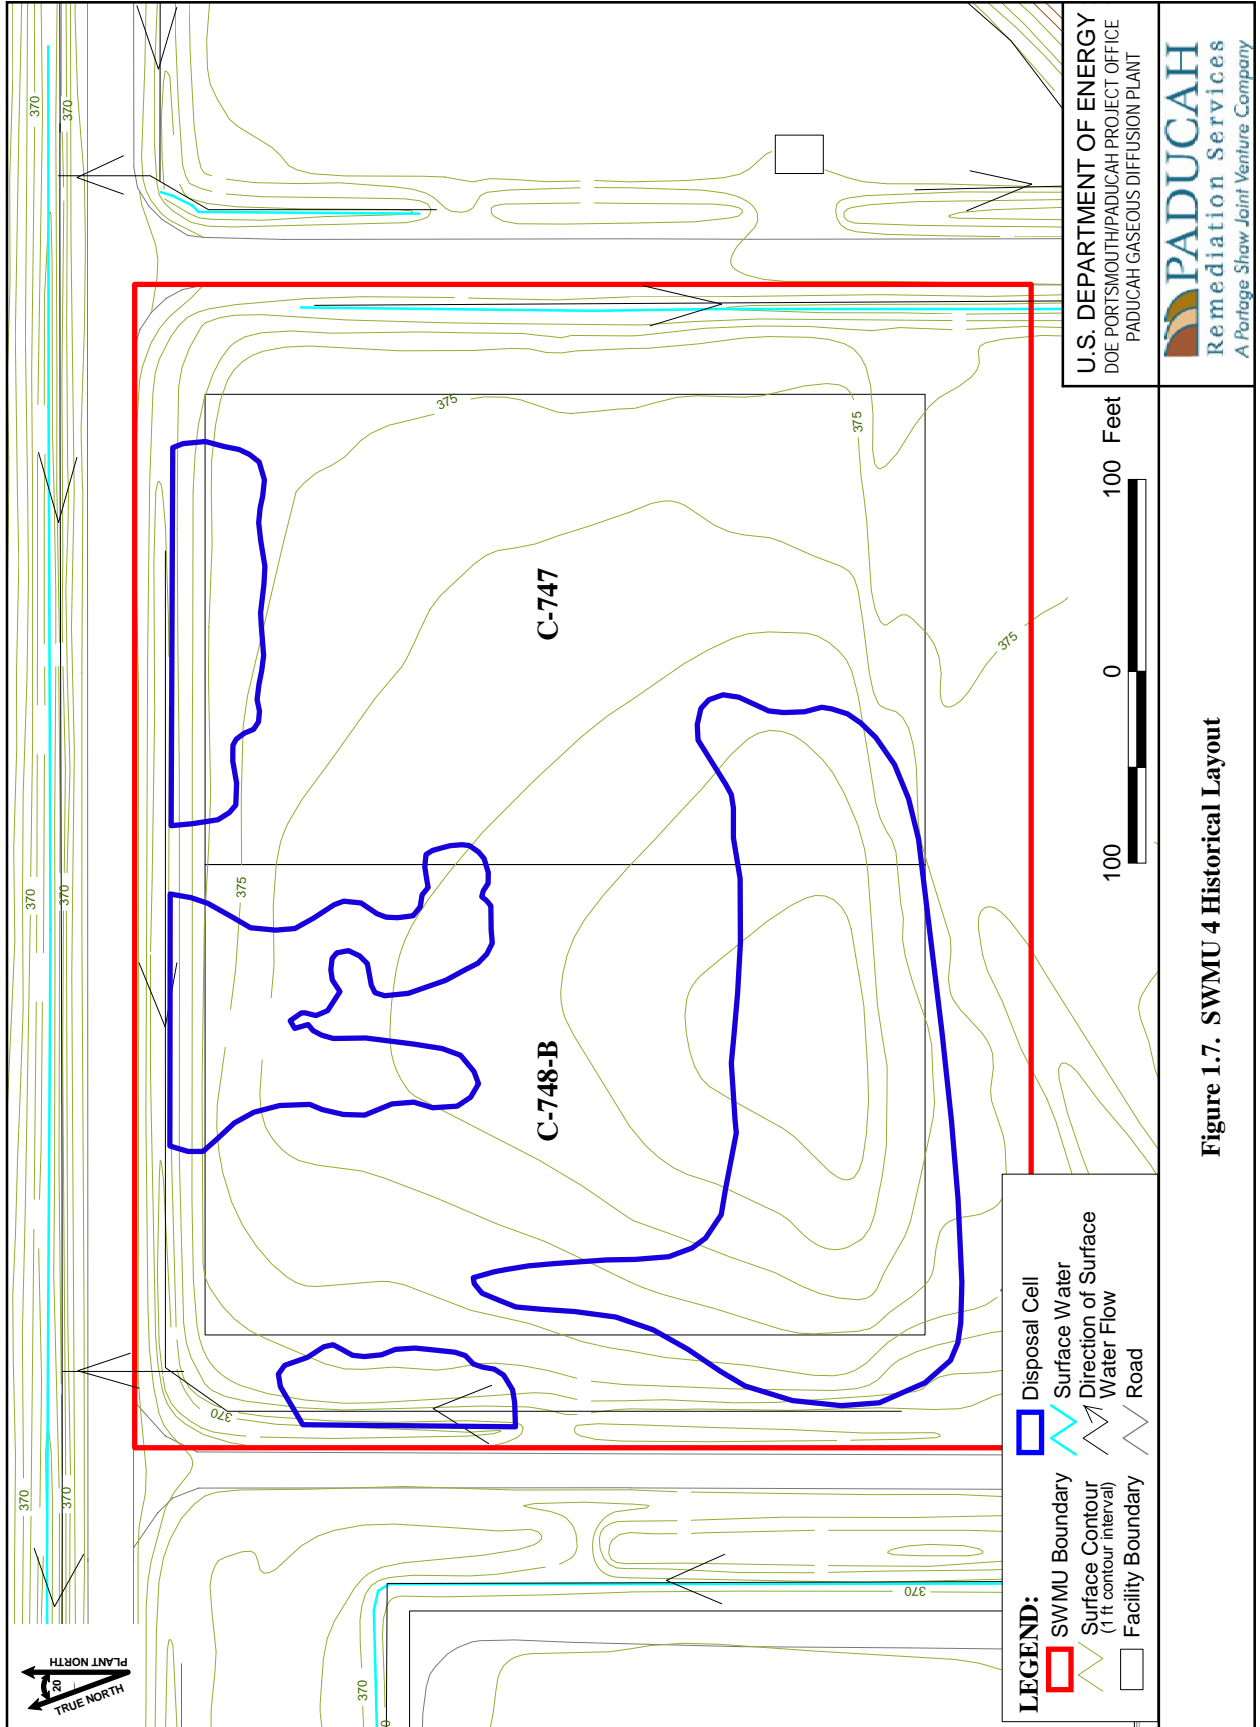 370
370
370
370
370
370
375
375
375
375
370
370
370
0
C-747
C-748-B
PLANT NORTH
TRUE NORTH
20
LEGEND:
SWMU Boundary
Surface Contour
(1 ft contour interval)
Facility Boundary
Disposal Cell
Surface Water
Direction of Surface
Water Flow
Road
100 0 100 Feet
Figure 1.7. SWMU 4 Historical Layout
U.S. DEPARTMENT OF ENERGY
DOE PORTSMOUTH/PADUCAH PROJECT OFFICE
PADUCAH GASEOUS DIFFUSION PLANT
PADUCAH
Remediation Services
A Portage Shaw Joint Venture Company